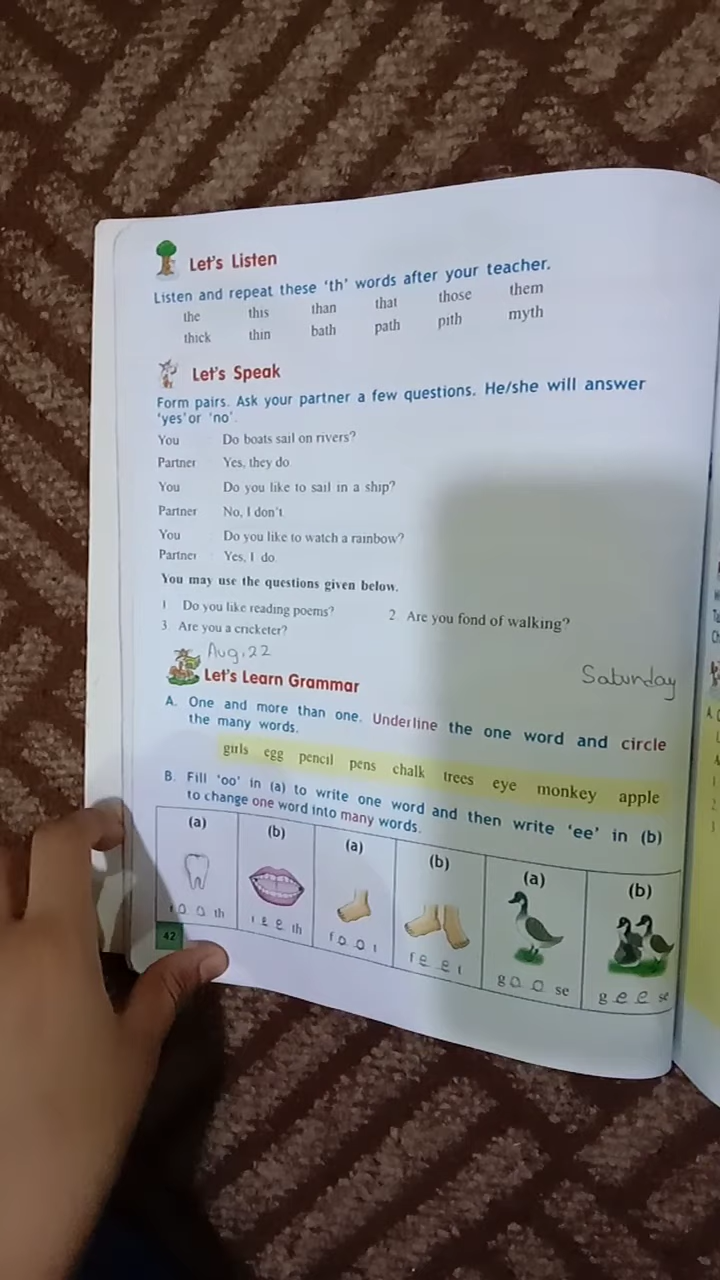 Let's Listen
Listen and repeat these 'th' words after your teacher.
the this than that those them
thick thin bath path pith myth
Let's Speak
Form pairs. Ask your partner a few questions. He/she will answer
'yes' or 'no'
You Do boats sail on rivers?
Partner Yes, they do
You Do you like to sail in a ship?
Partner No, I don't
You Do you like to watch a rainbow?
Partner Yes, I do
You may use the questions given below.
1 Do you like reading poems? 2 Are you fond of walking?
3 Are you a cricketer?
Aug. 22
Saturday
Let's Learn Grammar
A. One and more than one. Underline the one word and circle
the many words.
girls egg pencil pens chalk trees eye monkey apple
B. Fill 'oo' in (a) to write one word and then write 'ee' in (b)
to change one word into many words.
(a) (b) (a) (b) (a) (b)
tooth teeth foot feet goose geese
42